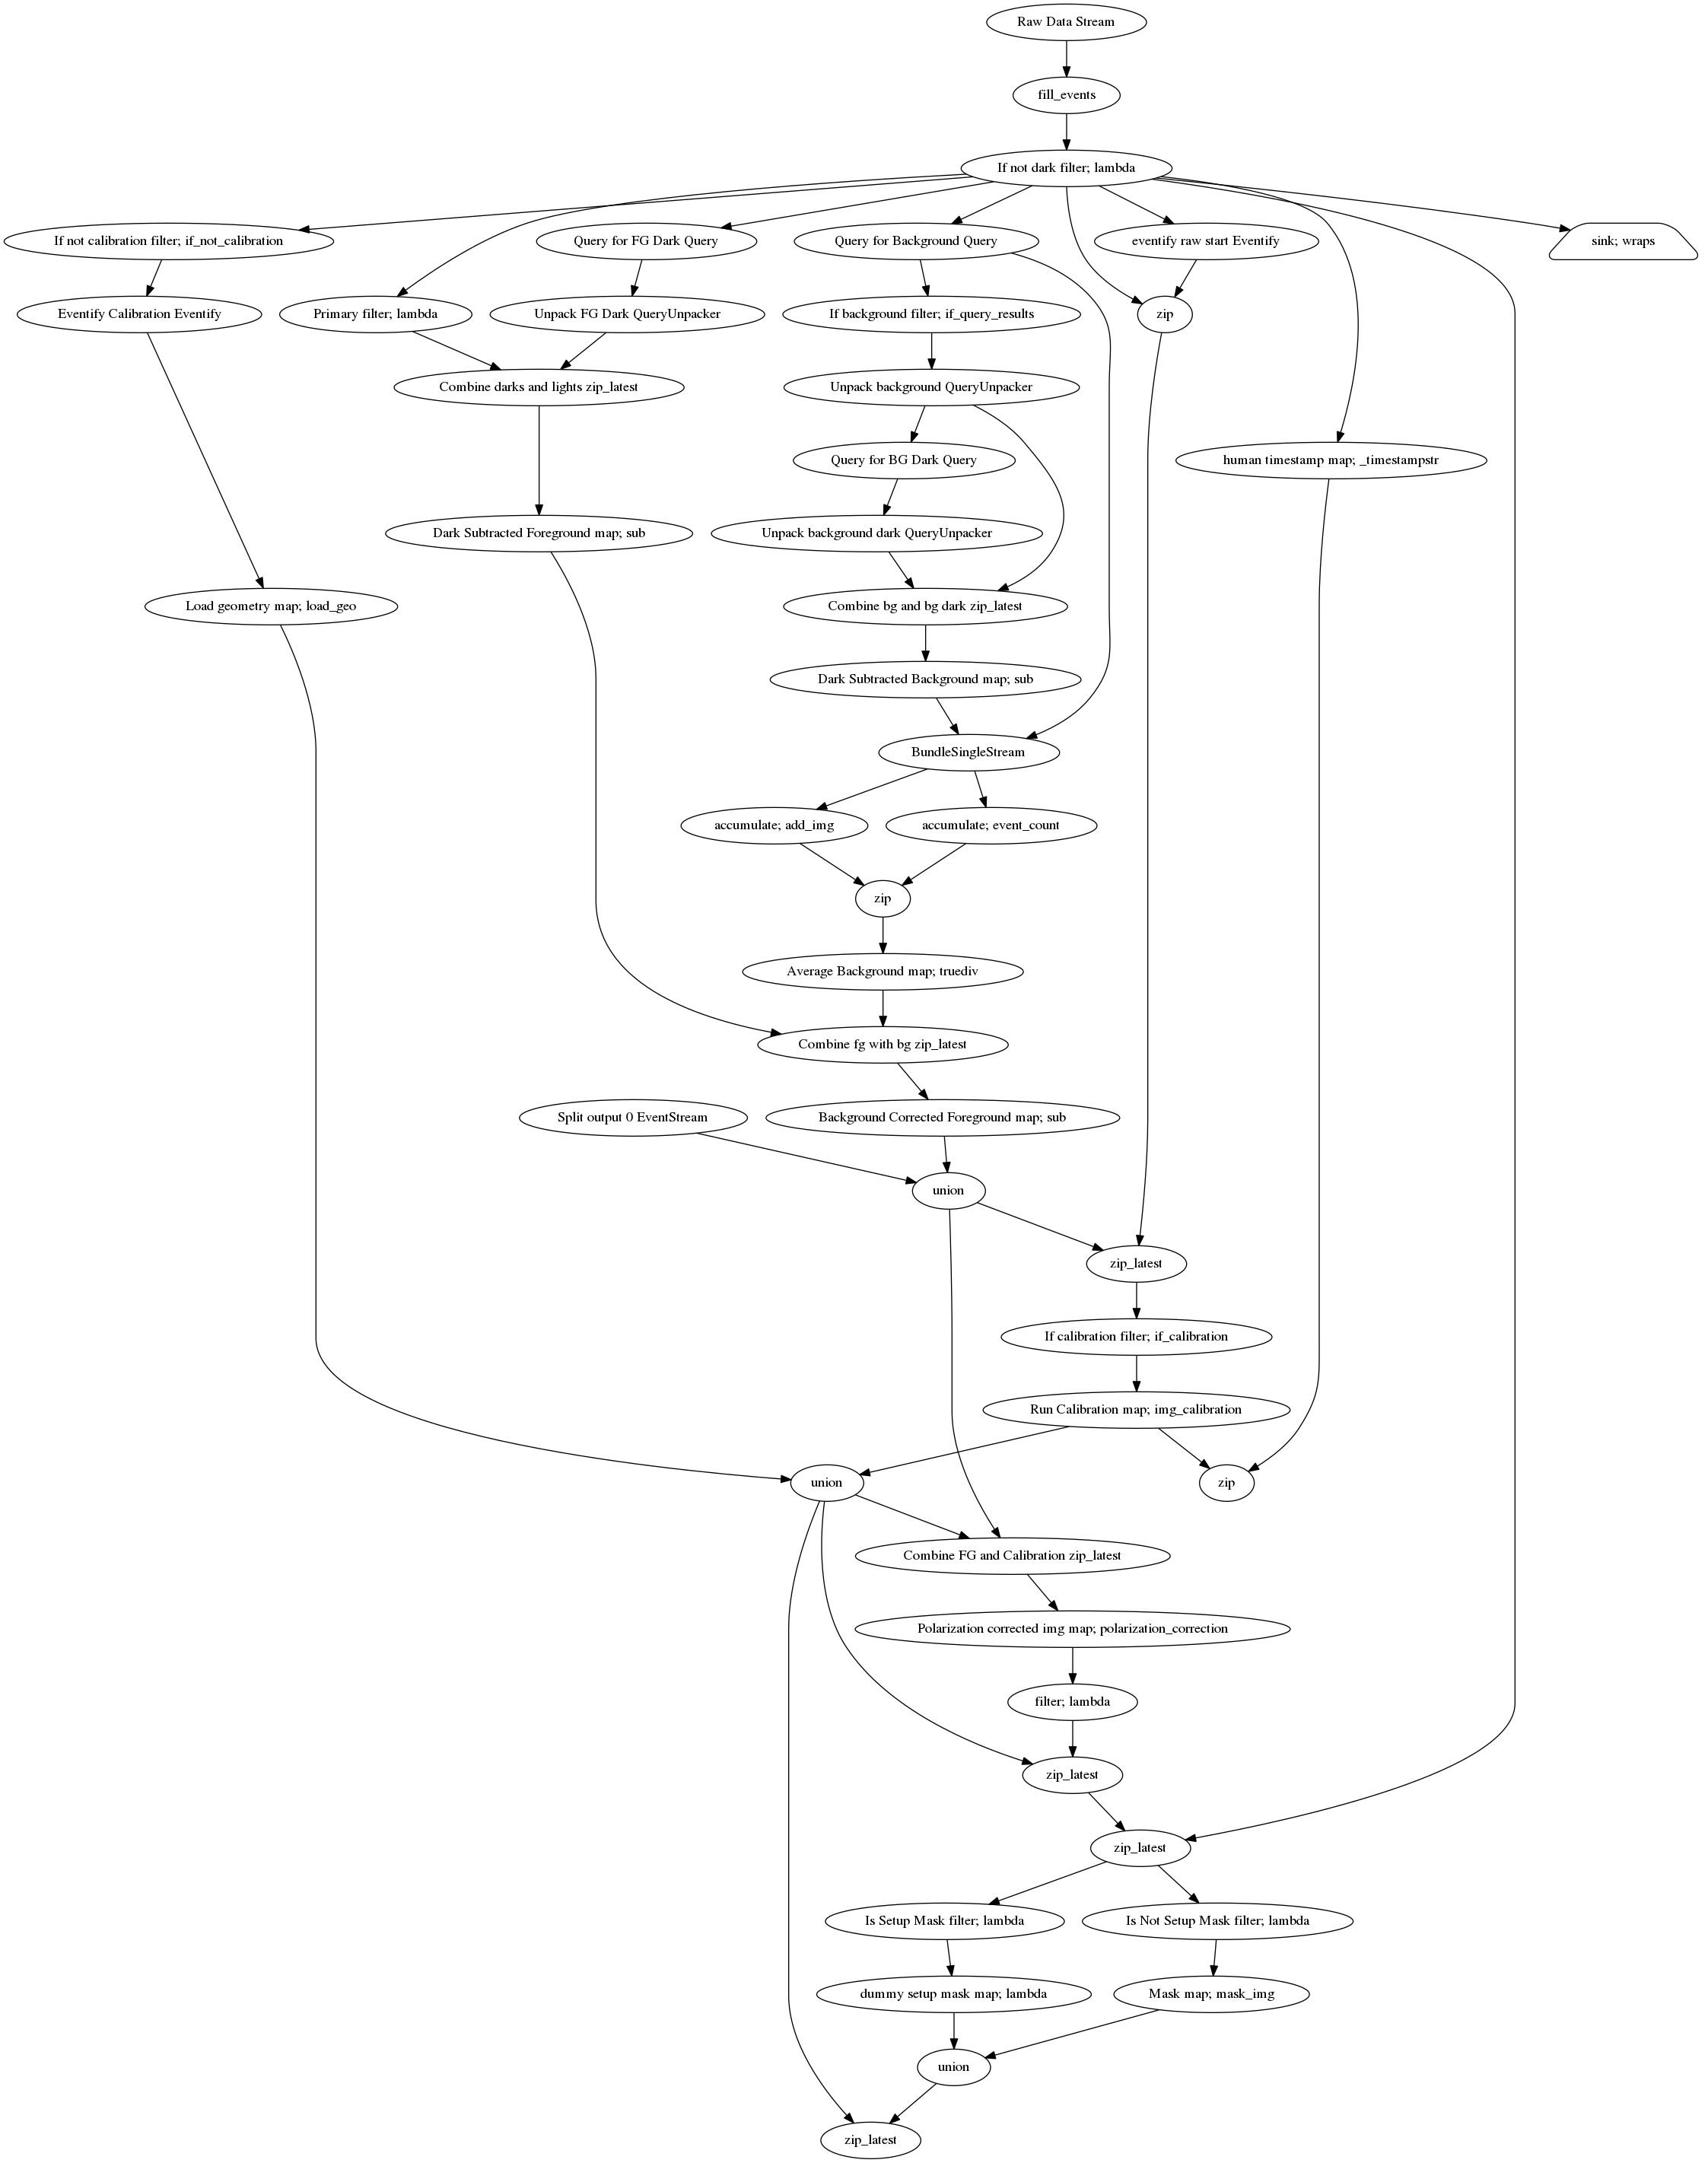 Raw Data Stream
fill_events
If not dark filter; lambda
If not calibration filter; if_not_calibration
Query for FG Dark Query
Query for Background Query
eventify raw start Eventify
sink; wraps
Eventify Calibration Eventify
Primary filter; lambda
Unpack FG Dark QueryUnpacker
If background filter; if_query_results
zip
Combine darks and lights zip_latest
Unpack background QueryUnpacker
Query for BG Dark Query
human timestamp map; _timestampstr
Dark Subtracted Foreground map; sub
Unpack background dark QueryUnpacker
Load geometry map; load_geo
Combine bg and bg dark zip_latest
Dark Subtracted Background map; sub
BundleSingleStream
accumulate; add_img
accumulate; event_count
zip
Average Background map; truediv
Combine fg with bg zip_latest
Split output 0 EventStream
Background Corrected Foreground map; sub
union
zip_latest
If calibration filter; if_calibration
Run Calibration map; img_calibration
union
zip
Combine FG and Calibration zip_latest
Polarization corrected img map; polarization_correction
filter; lambda
zip_latest
zip_latest
Is Setup Mask filter; lambda
Is Not Setup Mask filter; lambda
dummy setup mask map; lambda
Mask map; mask_img
union
zip_latest